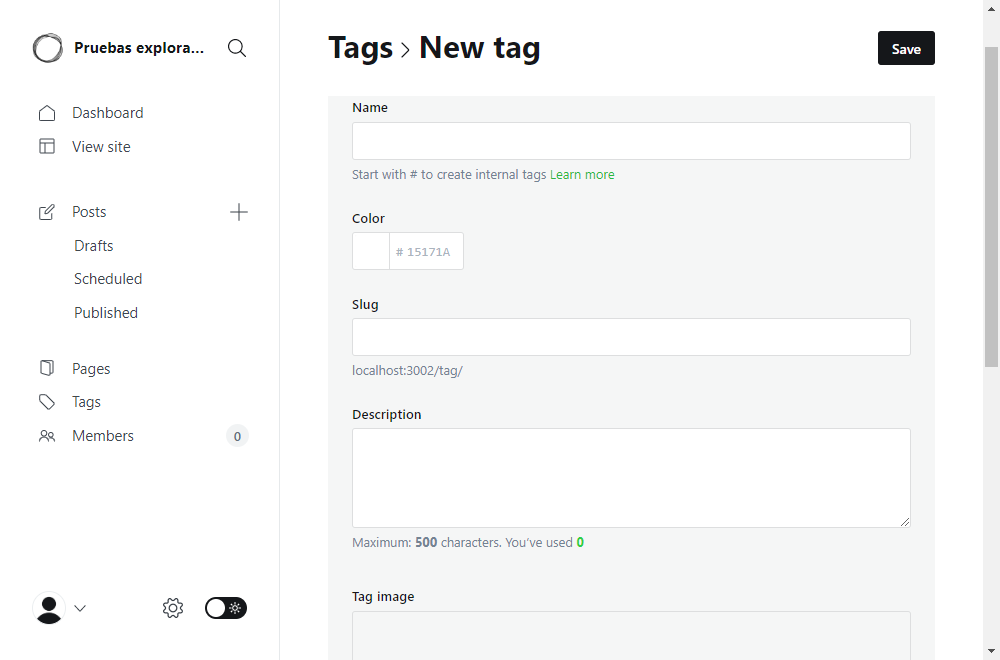 Pruebas explora...
Dashboard
View site
Posts
Drafts
Scheduled
Published
Pages
Tags
Members
0
Tags > New tag
Save
Name
Start with # to create internal tags Learn more
Color
# 15171A
Slug
localhost:3002/tag/
Description
Maximum: 500 characters. You've used 0
Tag image